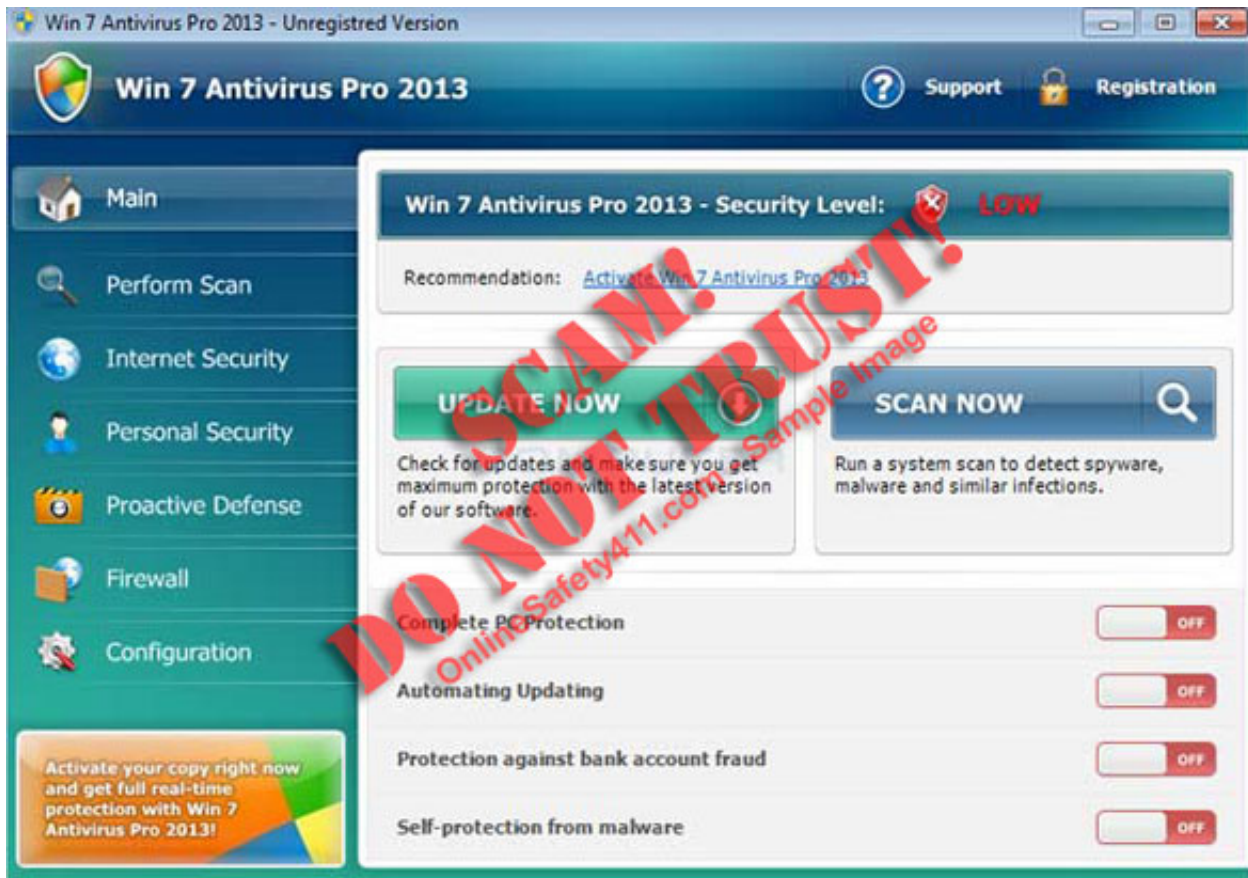 Win 7 Antivirus Pro 2013 - Unregistred Version
Win 7 Antivirus Pro 2013
Support
Registration
Main
Perform Scan
Internet Security
Personal Security
Proactive Defense
Firewall
Configuration
Activate your copy right now
and get full real-time
protection with Win 7
Antivirus Pro 2013!
Win 7 Antivirus Pro 2013 - Security Level: LOW
Recommendation: Activate Win 7 Antivirus Pro 2013
UPDATE NOW
Check for updates and make sure you get
maximum protection with the latest version
of our software.
SCAN NOW
Run a system scan to detect spyware,
malware and similar infections.
Complete PC Protection OFF
Automating Updating OFF
Protection against bank account fraud OFF
Self-protection from malware OFF
SCAM!
DO NOT TRUST!
OnlineSafety411.com - Sample Image